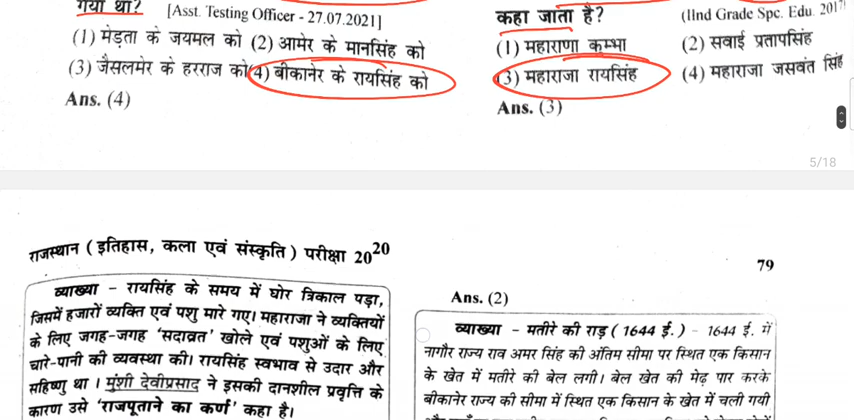 गया था? [Asst. Testing Officer - 27.07.2021]
(1) मेड़ता के जयमल को (2) आमेर के मानसिंह को
(3) जैसलमेर के हरराज को (4) बीकानेर के रायसिंह को
Ans. (4)
कहा जाता है? (IInd Grade Spc. Edu. 2017
(1) महाराणा कुम्भा (2) सवाई प्रतापसिंह
(3) महाराजा रायसिंह (4) महाराजा जसवंत सिंह
Ans. (3)
5/18
राजस्थान ( इतिहास, कला एवं संस्कृति ) परीक्षा 2020
79
व्याख्या - रायसिंह के समय में घोर त्रिकाल पड़ा,
जिसमें हजारों व्यक्ति एवं पशु मारे गए। महाराजा ने व्यक्तियों
के लिए जगह-जगह 'सदाव्रत' खोले एवं पशुओं के लिए
चारे-पानी की व्यवस्था की। रायसिंह स्वभाव से उदार और
सहिष्णु था । मुंशी देवीप्रसाद ने इसकी दानशील प्रवृत्ति के
कारण उसे 'राजपूताने का कर्ण' कहा है।
Ans. (2)
व्याख्या - मतीरे की राड़ ( 1644 ई. ) - 1644 ई. में
नागौर राज्य राव अमर सिंह की अंतिम सीमा पर स्थित एक किसान
के खेत में मतीरे की बेल लगी। बेल खेत की मेढ़ पार करके
बीकानेर राज्य की सीमा में स्थित एक किसान के खेत में चली गयी